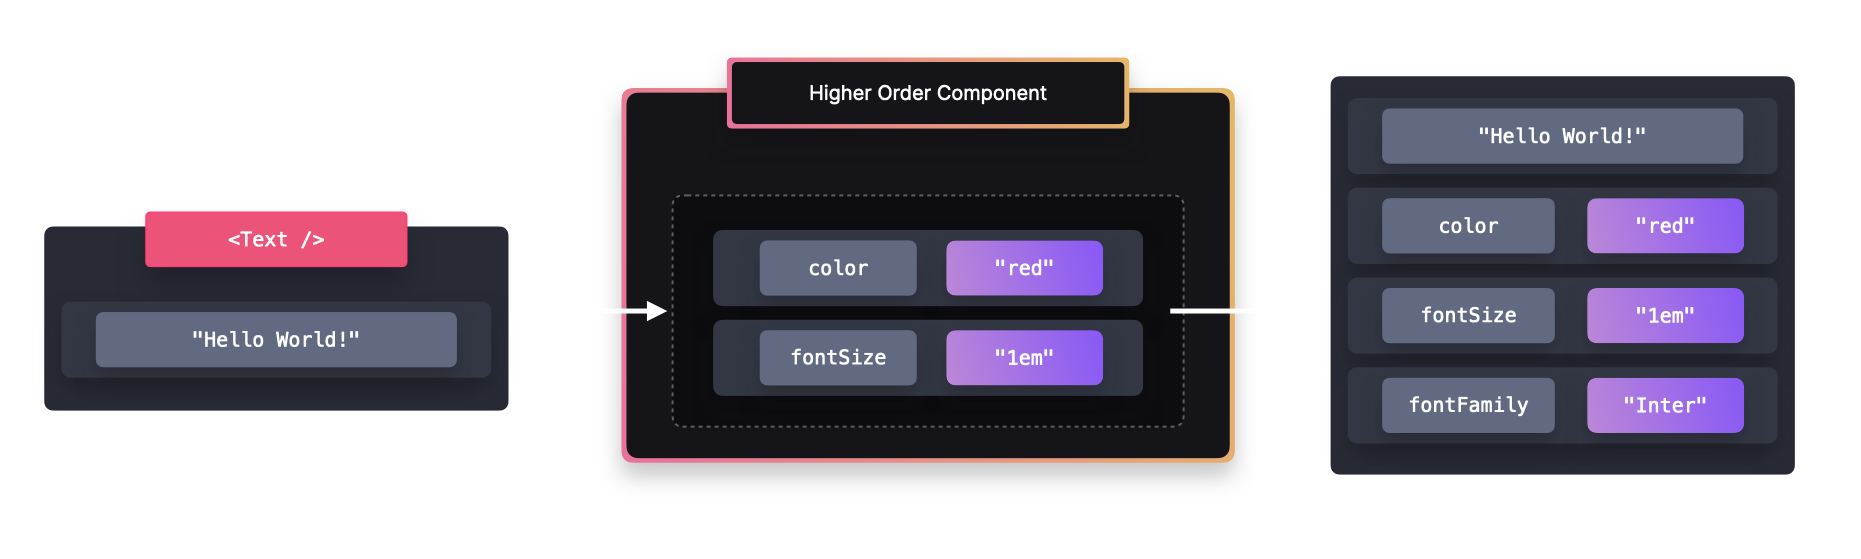 <Text />
"Hello World!"
Higher Order Component
color "red"
fontSize "1em"
"Hello World!"
color "red"
fontSize "1em"
fontFamily "Inter"